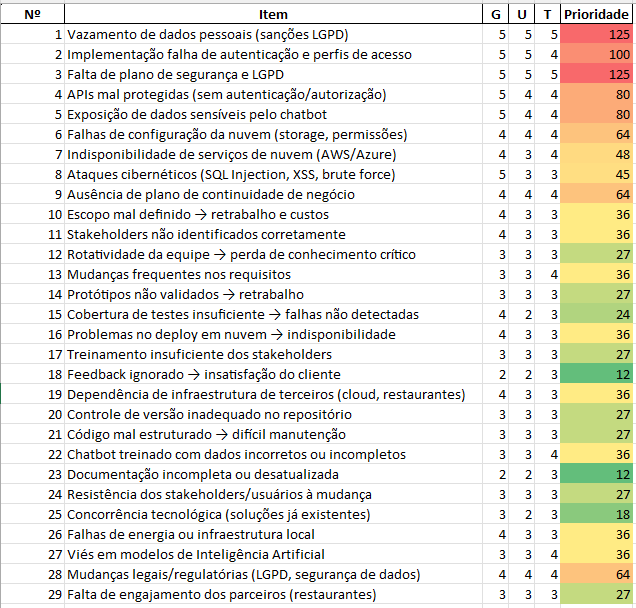 Nº Item G U T Prioridade
1 Vazamento de dados pessoais (sanções LGPD) 5 5 5 125
2 Implementação falha de autenticação e perfis de acesso 5 5 4 100
3 Falta de plano de segurança e LGPD 5 5 5 125
4 APIs mal protegidas (sem autenticação/autorização) 5 4 4 80
5 Exposição de dados sensíveis pelo chatbot 5 4 4 80
6 Falhas de configuração da nuvem (storage, permissões) 4 4 4 64
7 Indisponibilidade de serviços de nuvem (AWS/Azure) 4 3 4 48
8 Ataques cibernéticos (SQL Injection, XSS, brute force) 5 3 3 45
9 Ausência de plano de continuidade de negócio 4 4 4 64
10 Escopo mal definido → retrabalho e custos 4 3 3 36
11 Stakeholders não identificados corretamente 4 3 3 36
12 Rotatividade da equipe → perda de conhecimento crítico 3 3 3 27
13 Mudanças frequentes nos requisitos 3 3 4 36
14 Protótipos não validados → retrabalho 3 3 3 27
15 Cobertura de testes insuficiente → falhas não detectadas 4 2 3 24
16 Problemas no deploy em nuvem → indisponibilidade 4 3 3 36
17 Treinamento insuficiente dos stakeholders 3 3 3 27
18 Feedback ignorado → insatisfação do cliente 2 2 3 12
19 Dependência de infraestrutura de terceiros (cloud, restaurantes) 4 3 3 36
20 Controle de versão inadequado no repositório 3 3 3 27
21 Código mal estruturado → difícil manutenção 3 3 3 27
22 Chatbot treinado com dados incorretos ou incompletos 3 3 4 36
23 Documentação incompleta ou desatualizada 2 2 3 12
24 Resistência dos stakeholders/usuários à mudança 3 3 3 27
25 Concorrência tecnológica (soluções já existentes) 3 2 3 18
26 Falhas de energia ou infraestrutura local 4 3 3 36
27 Viés em modelos de Inteligência Artificial 3 3 4 36
28 Mudanças legais/regulatórias (LGPD, segurança de dados) 4 4 4 64
29 Falta de engajamento dos parceiros (restaurantes) 3 3 3 27